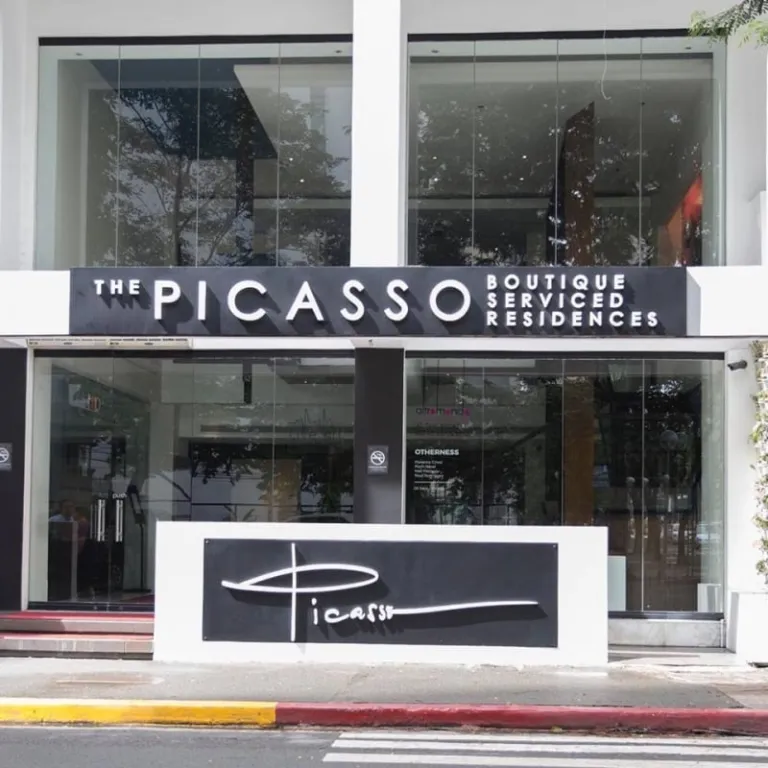 THE PICASSO BOUTIQUE
SERVICED
RESIDENCES
OTHERNESS
Picasso